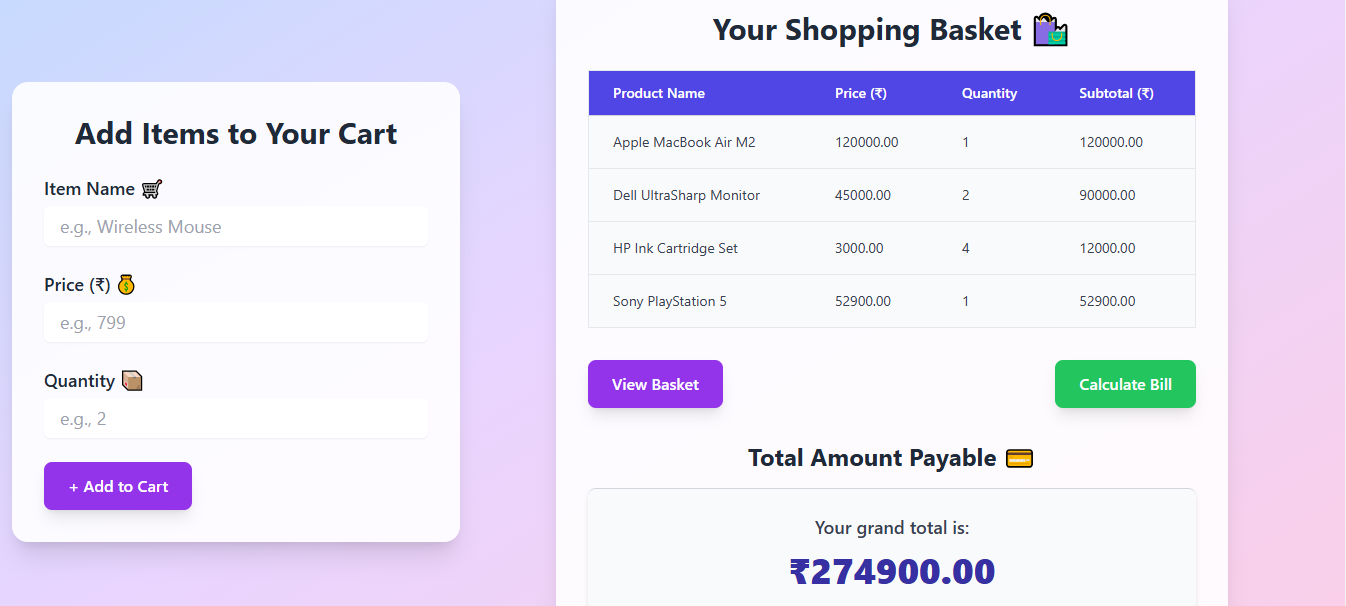 Add Items to Your Cart
Item Name 🛒
e.g., Wireless Mouse
Price (₹) 💰
e.g., 799
Quantity 📦
e.g., 2
+ Add to Cart
Your Shopping Basket 🛍️
Product Name Price (₹) Quantity Subtotal (₹)
Apple MacBook Air M2 120000.00 1 120000.00
Dell UltraSharp Monitor 45000.00 2 90000.00
HP Ink Cartridge Set 3000.00 4 12000.00
Sony PlayStation 5 52900.00 1 52900.00
View Basket Calculate Bill
Total Amount Payable 💳
Your grand total is:
₹274900.00